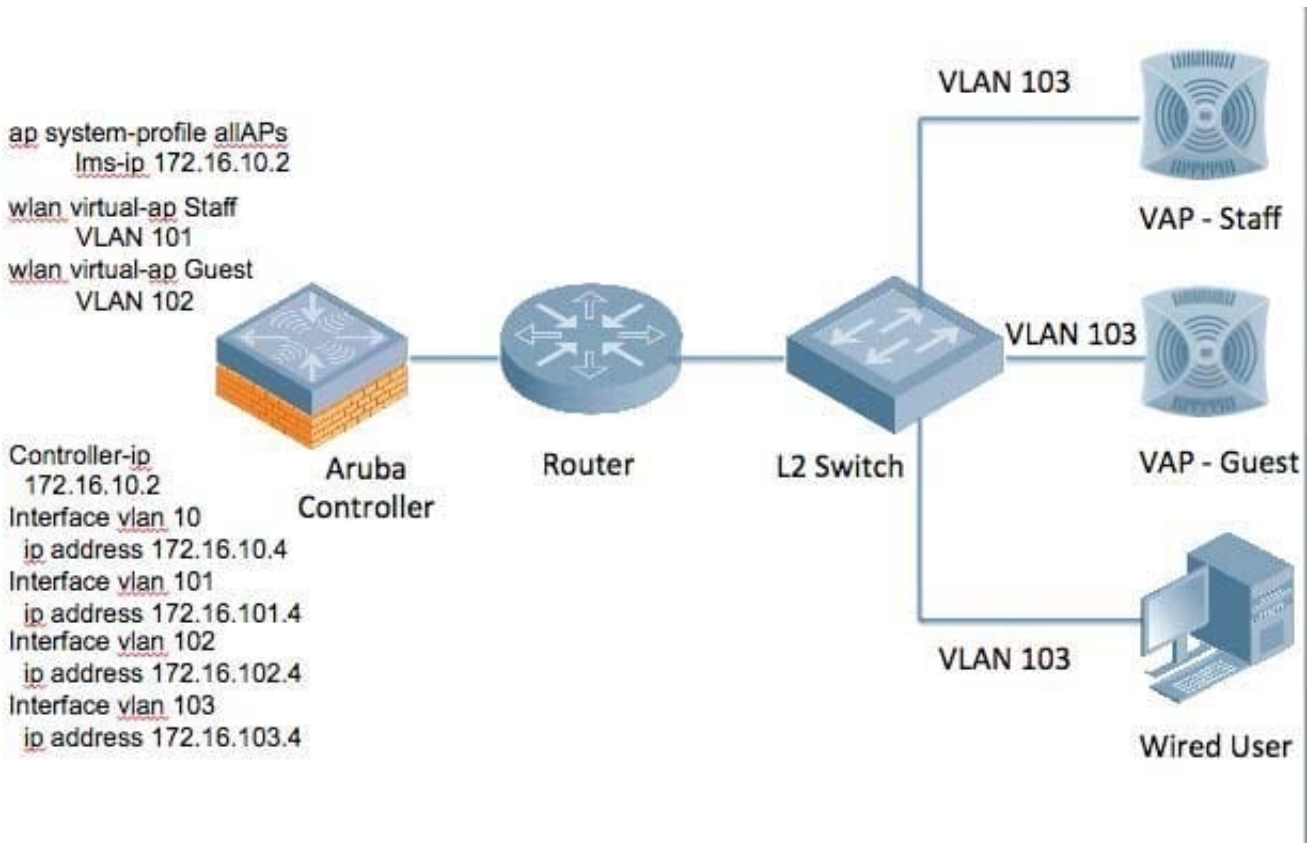 ap system-profile allAPs
lms-ip 172.16.10.2
wlan virtual-ap Staff
VLAN 101
wlan virtual-ap Guest
VLAN 102
Controller-ip
172.16.10.2
Interface vlan 10
ip address 172.16.10.4
Interface vlan 101
ip address 172.16.101.4
Interface vlan 102
ip address 172.16.102.4
Interface vlan 103
ip address 172.16.103.4
Aruba
Controller
Router
L2 Switch
VLAN 103
VAP - Staff
VLAN 103
VAP - Guest
VLAN 103
Wired User